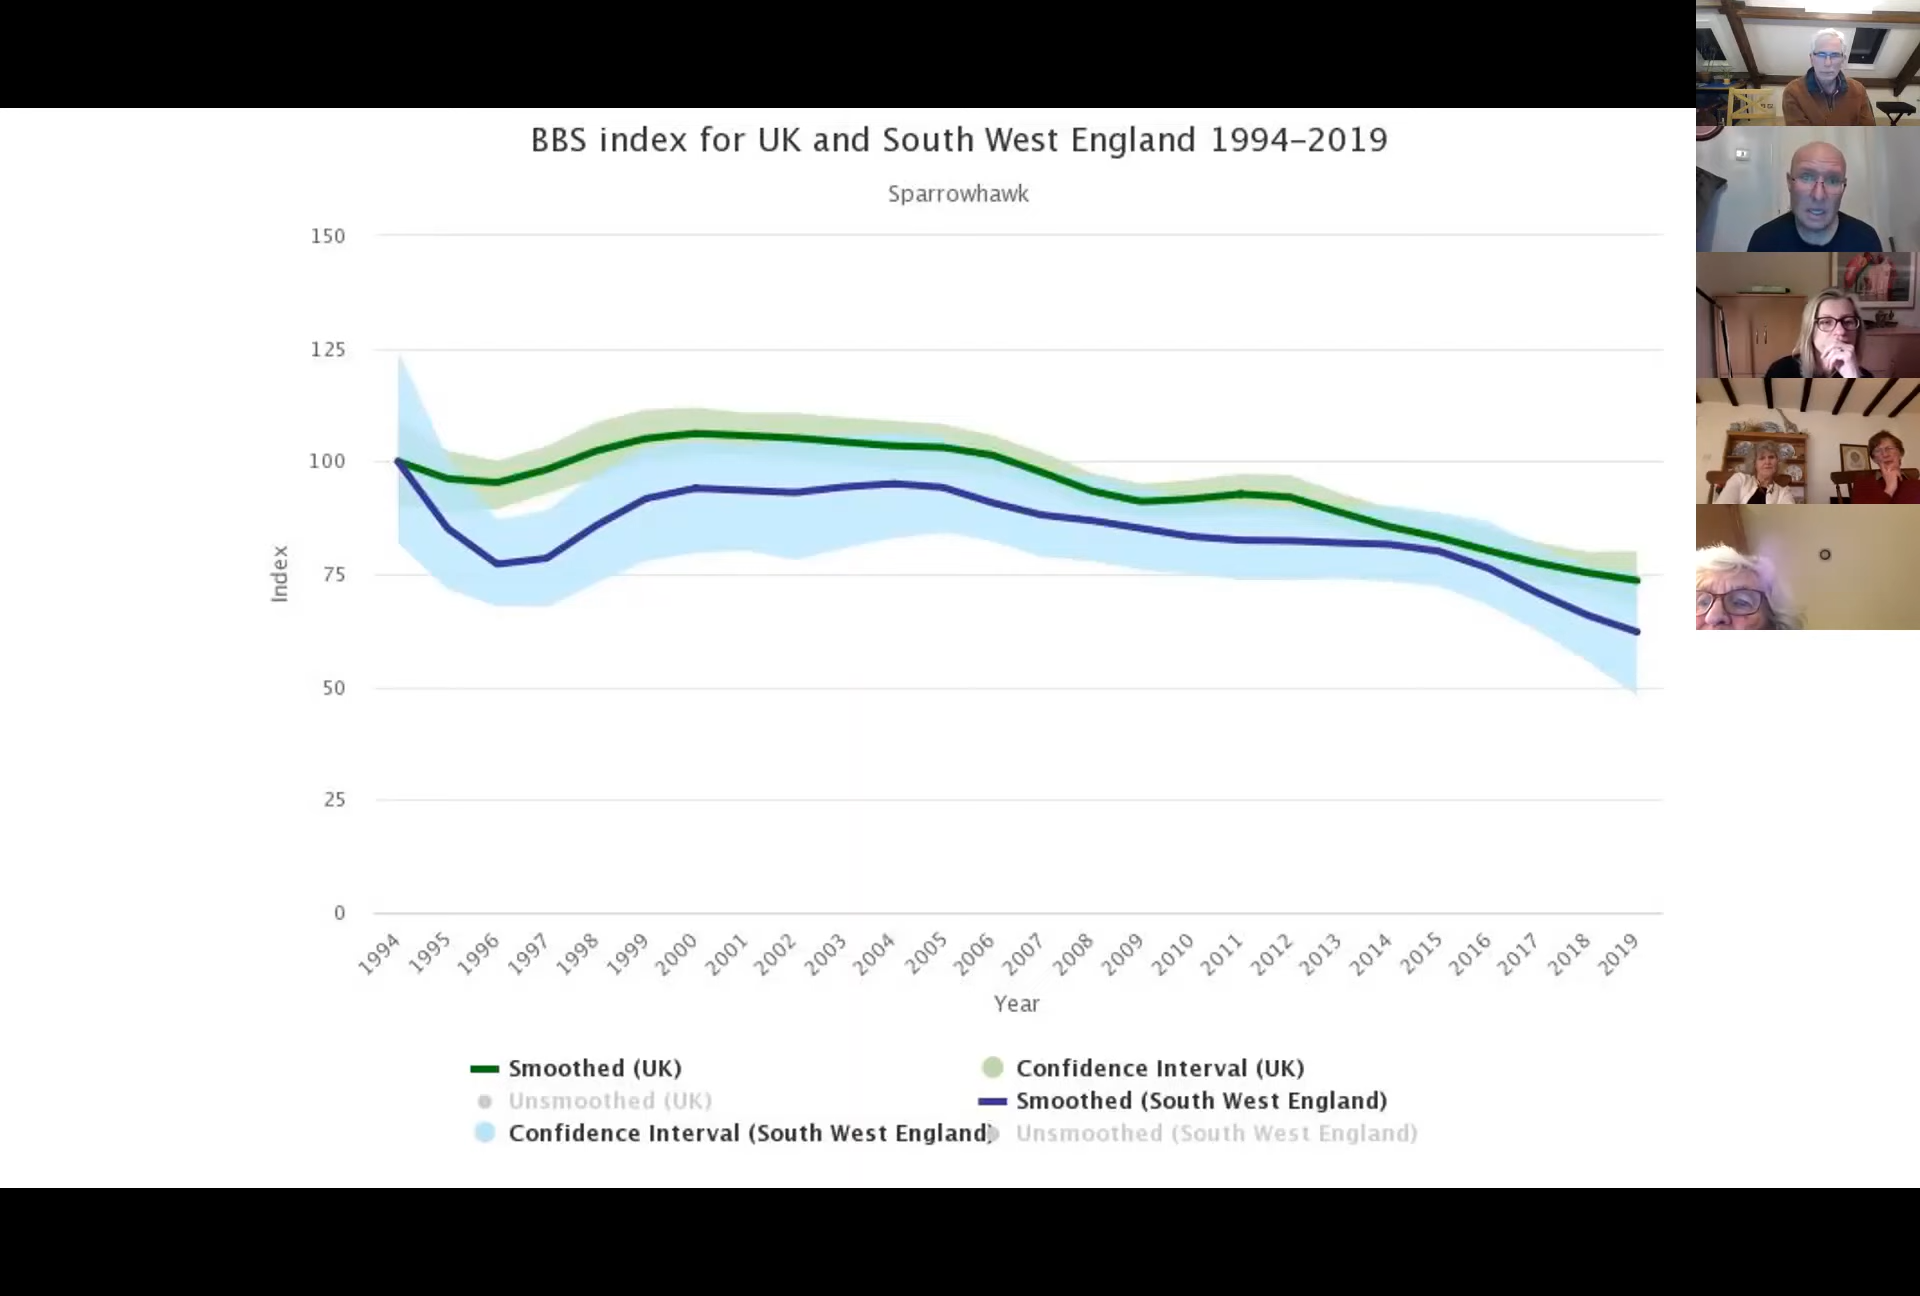 BBS index for UK and South West England 1994–2019
Sparrowhawk
150
125
100
75
50
25
0
Index
1994 1995 1996 1997 1998 1999 2000 2001 2002 2003 2004 2005 2006 2007 2008 2009 2010 2011 2012 2013 2014 2015 2016 2017 2018 2019
Year
Smoothed (UK) Confidence Interval (UK)
Unsmoothed (UK) Smoothed (South West England)
Confidence Interval (South West England) Unsmoothed (South West England)